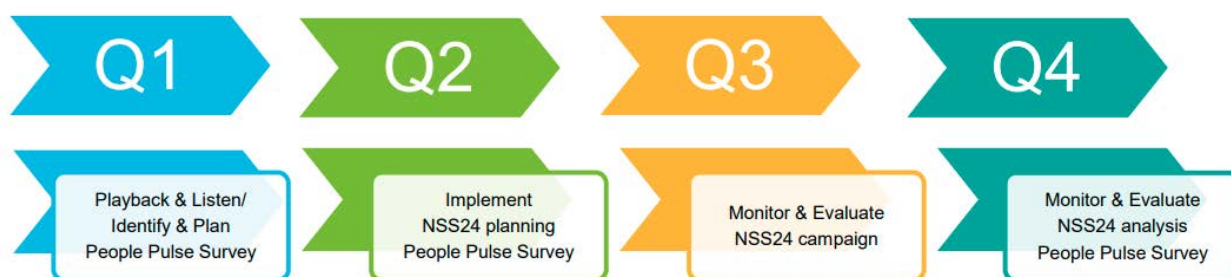 Q1
Q2
Q3
Q4
Playback & Listen/
Identify & Plan
People Pulse Survey
Implement
NSS24 planning
People Pulse Survey
Monitor & Evaluate
NSS24 campaign
Monitor & Evaluate
NSS24 analysis
People Pulse Survey